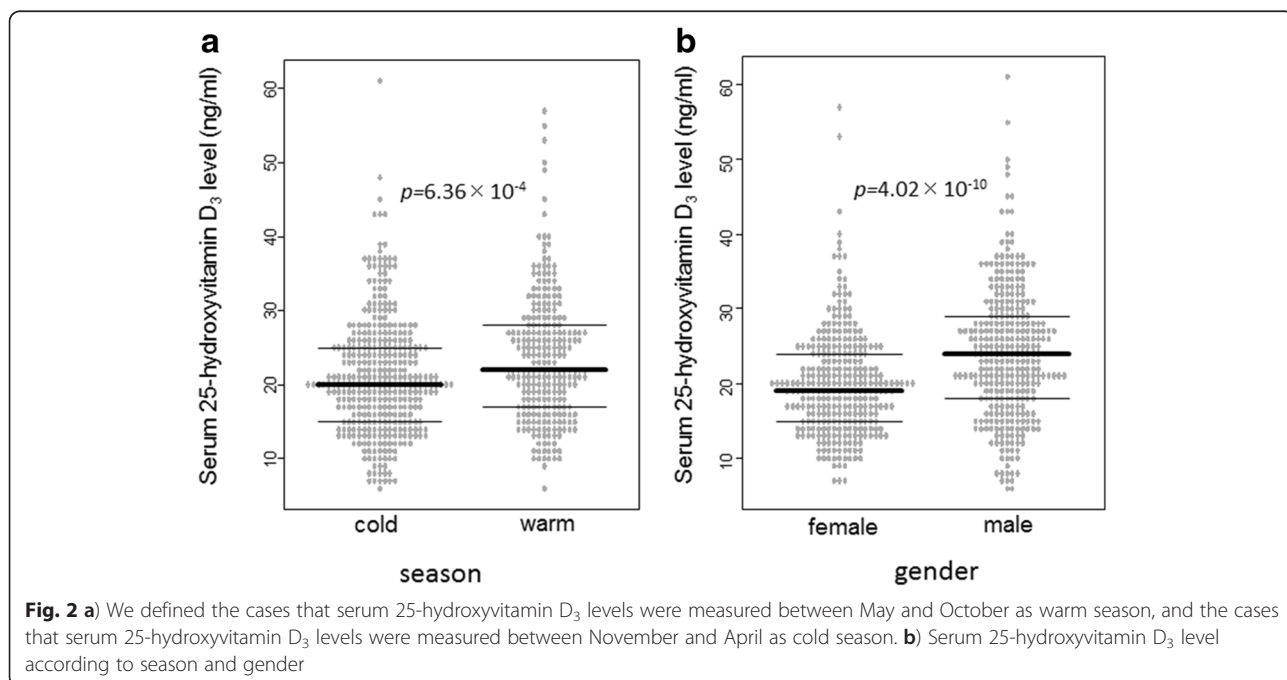 a
Serum 25-hydroxyvitamin D₃ level (ng/ml)
60
50
40
30
20
10
p=6.36 × 10⁻⁴
cold warm
season
b
Serum 25-hydroxyvitamin D₃ level (ng/ml)
60
50
40
30
20
10
p=4.02 × 10⁻¹⁰
female male
gender
Fig. 2 a) We defined the cases that serum 25-hydroxyvitamin D₃ levels were measured between May and October as warm season, and the cases
that serum 25-hydroxyvitamin D₃ levels were measured between November and April as cold season. b) Serum 25-hydroxyvitamin D₃ level
according to season and gender